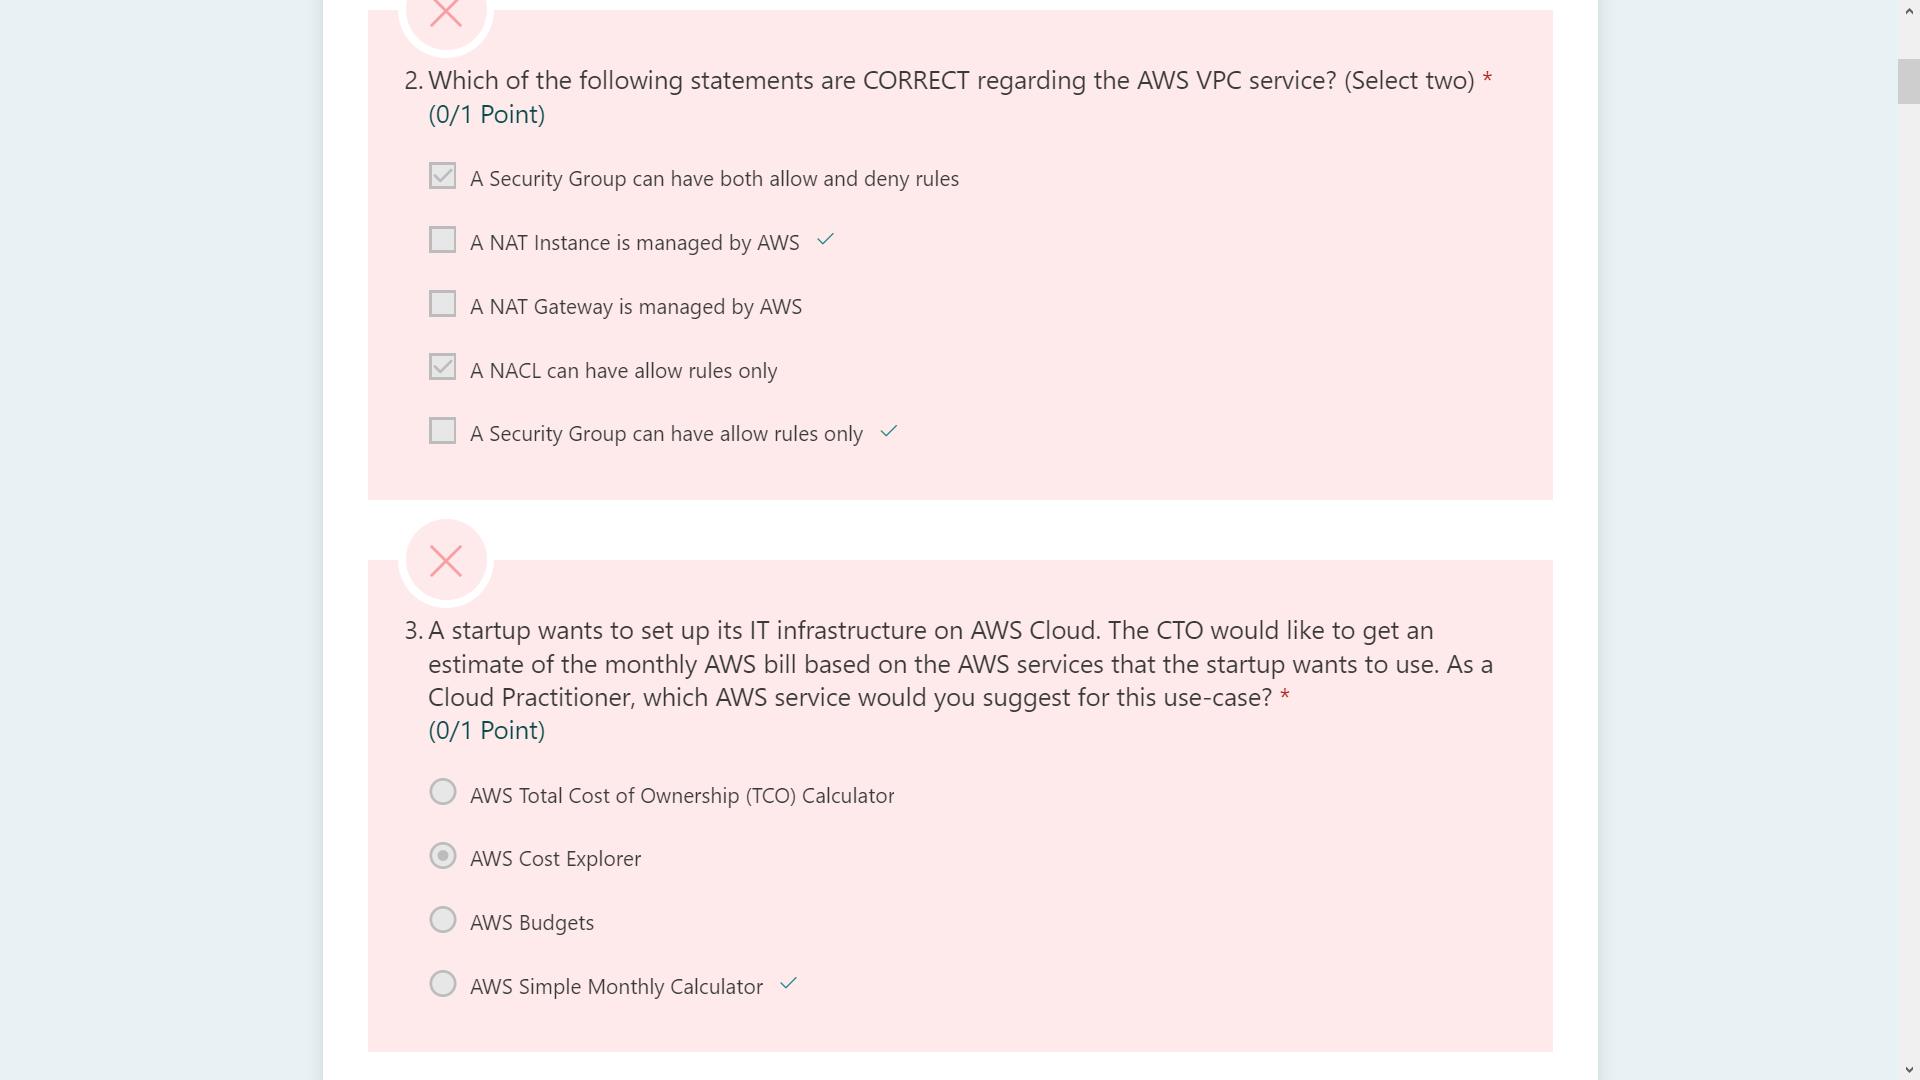 2. Which of the following statements are CORRECT regarding the AWS VPC service? (Select two) *
(0/1 Point)
A Security Group can have both allow and deny rules
A NAT Instance is managed by AWS
A NAT Gateway is managed by AWS
A NACL can have allow rules only
A Security Group can have allow rules only
3. A startup wants to set up its IT infrastructure on AWS Cloud. The CTO would like to get an
estimate of the monthly AWS bill based on the AWS services that the startup wants to use. As a
Cloud Practitioner, which AWS service would you suggest for this use-case? *
(0/1 Point)
AWS Total Cost of Ownership (TCO) Calculator
AWS Cost Explorer
AWS Budgets
AWS Simple Monthly Calculator